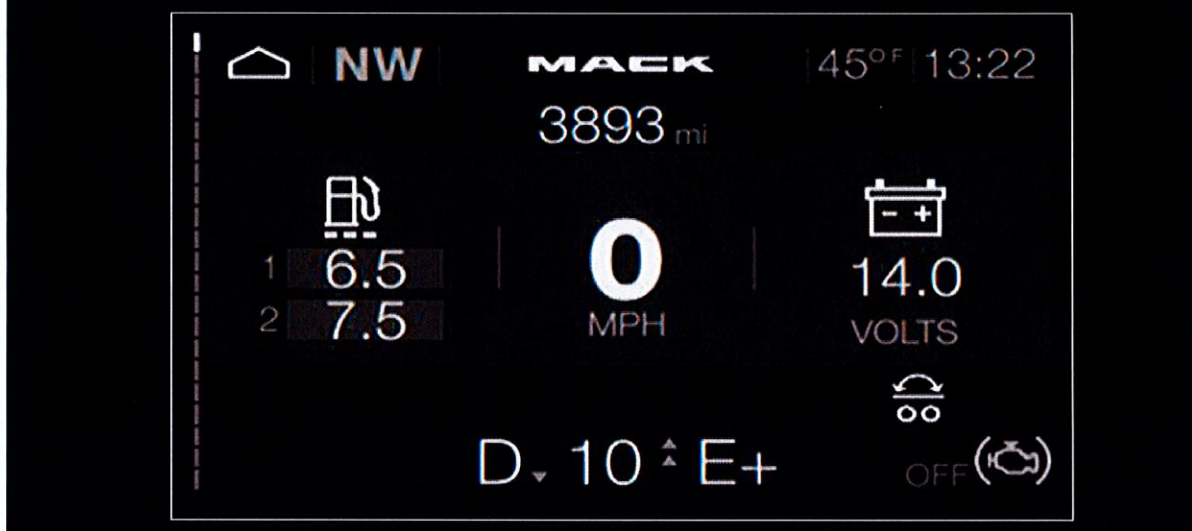 NW MACK 45°F 13:22
3893 mi
1 6.5
2 7.5
0
MPH
- +
14.0
VOLTS
D 10 E+
OFF